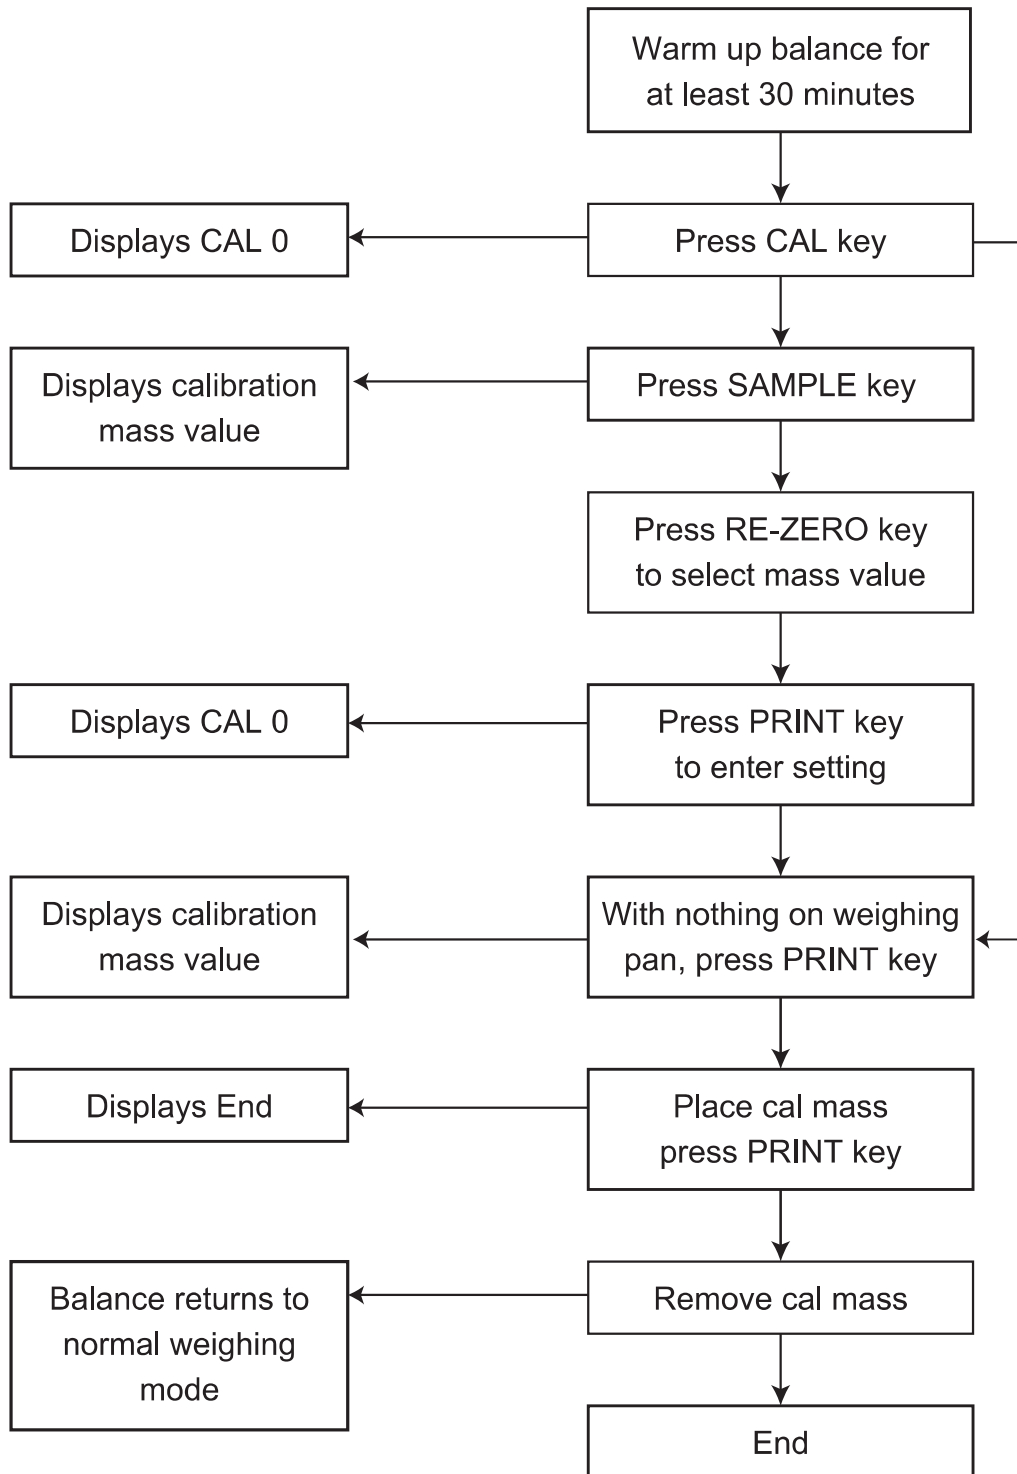 Warm up balance for
at least 30 minutes
Displays CAL 0
Press CAL key
Displays calibration
mass value
Press SAMPLE key
Press RE-ZERO key
to select mass value
Displays CAL 0
Press PRINT key
to enter setting
Displays calibration
mass value
With nothing on weighing
pan, press PRINT key
Displays End
Place cal mass
press PRINT key
Balance returns to
normal weighing
mode
Remove cal mass
End